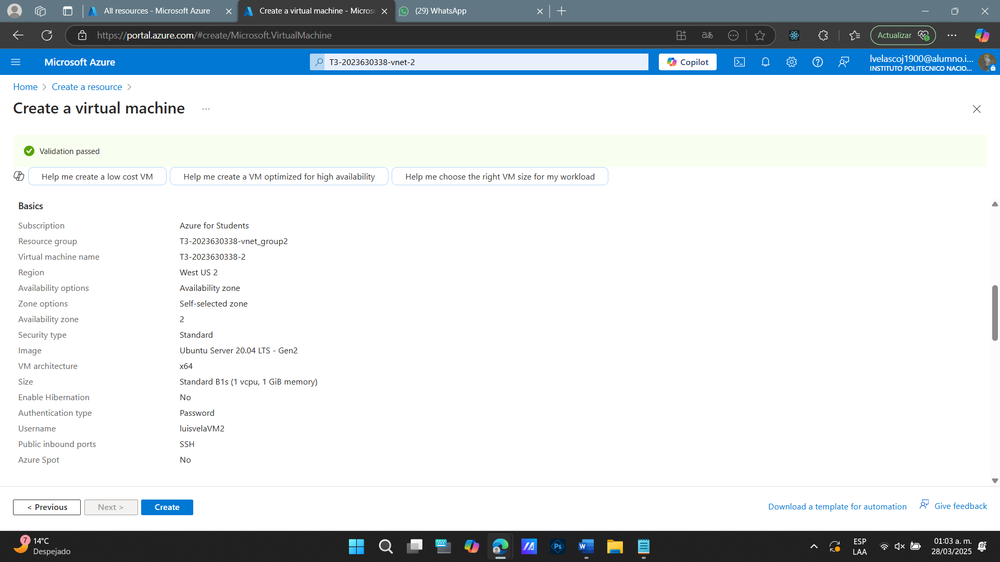 All resources - Microsoft Azure
Create a virtual machine - Micros
(29) WhatsApp
https://portal.azure.com/#create/Microsoft.VirtualMachine
Actualizar
Microsoft Azure
T3-2023630338-vnet-2
Copilot
lvelascoj1900@alumno.i...
INSTITUTO POLITECNICO NACIO...
Home > Create a resource >
Create a virtual machine ...
Validation passed
Help me create a low cost VM
Help me create a VM optimized for high availability
Help me choose the right VM size for my workload
Basics
Subscription Azure for Students
Resource group T3-2023630338-vnet_group2
Virtual machine name T3-2023630338-2
Region West US 2
Availability options Availability zone
Zone options Self-selected zone
Availability zone 2
Security type Standard
Image Ubuntu Server 20.04 LTS - Gen2
VM architecture x64
Size Standard B1s (1 vcpu, 1 GiB memory)
Enable Hibernation No
Authentication type Password
Username luisvelaVM2
Public inbound ports SSH
Azure Spot No
< Previous
Next >
Create
Download a template for automation
Give feedback
7
14°C
Despejado
Ps
W
ESP
LAA
01:03 a. m.
28/03/2025